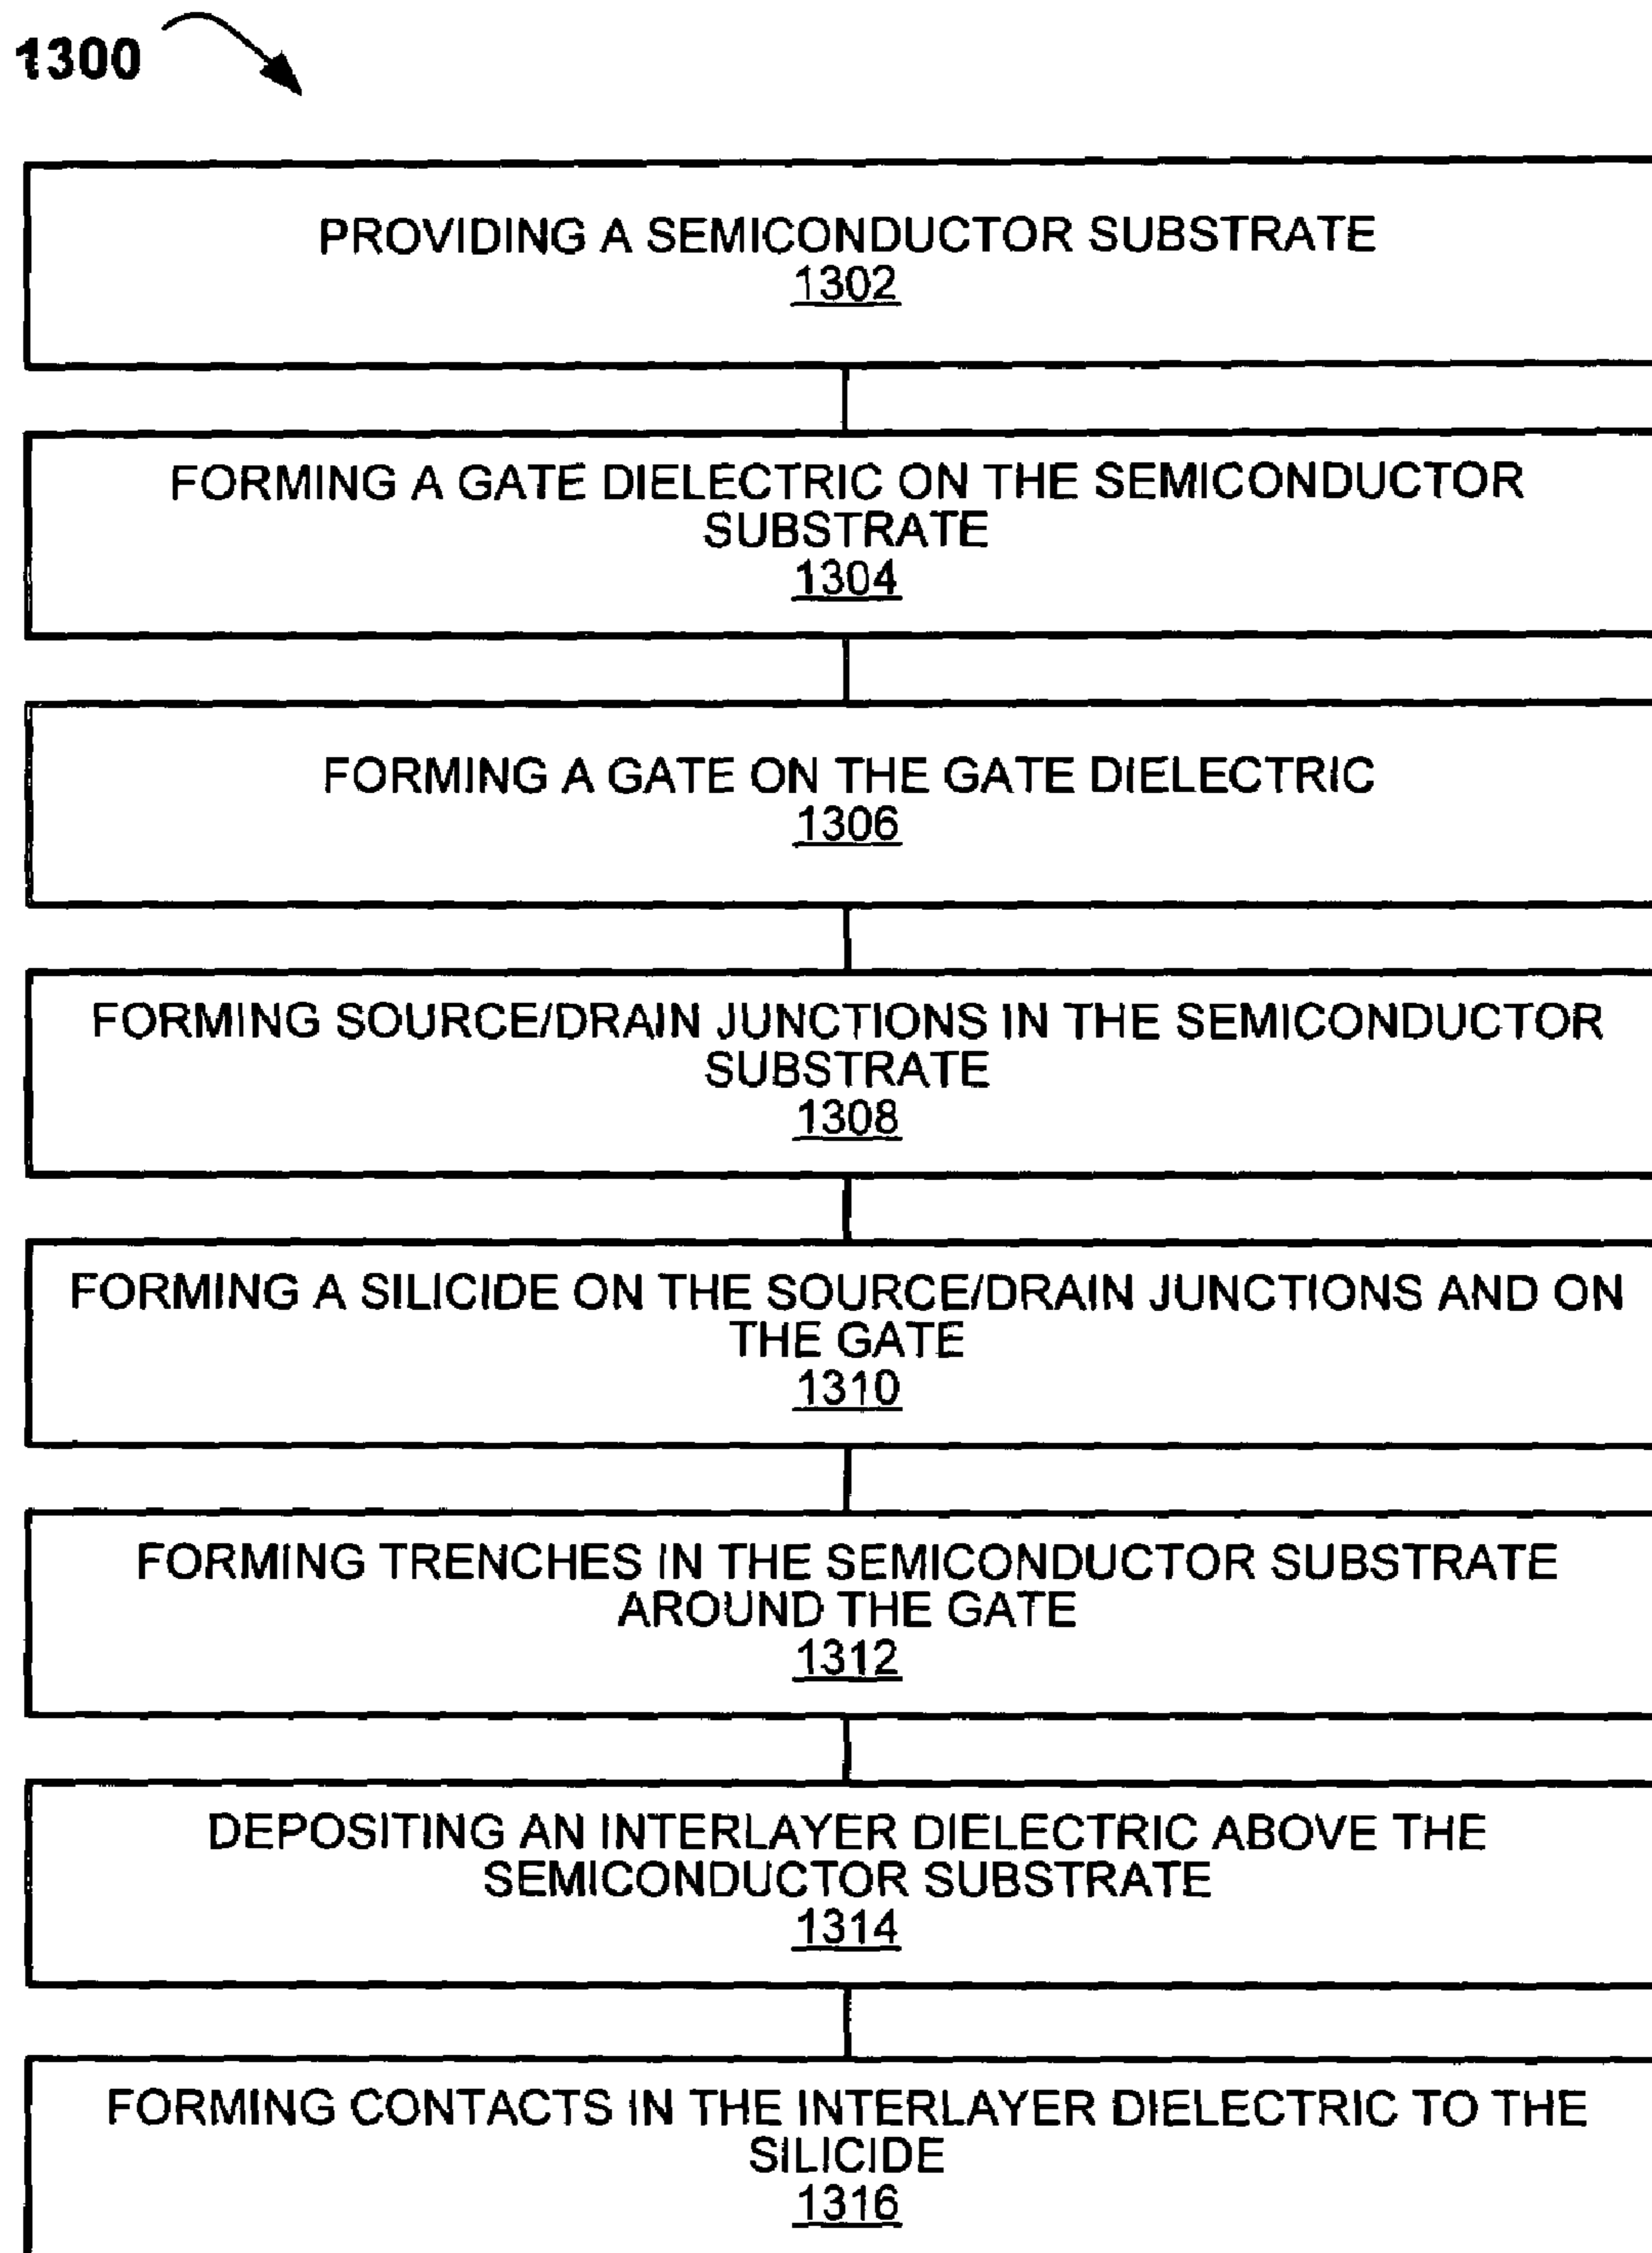 1300
PROVIDING A SEMICONDUCTOR SUBSTRATE
1302
FORMING A GATE DIELECTRIC ON THE SEMICONDUCTOR
SUBSTRATE
1304
FORMING A GATE ON THE GATE DIELECTRIC
1306
FORMING SOURCE/DRAIN JUNCTIONS IN THE SEMICONDUCTOR
SUBSTRATE
1308
FORMING A SILICIDE ON THE SOURCE/DRAIN JUNCTIONS AND ON
THE GATE
1310
FORMING TRENCHES IN THE SEMICONDUCTOR SUBSTRATE
AROUND THE GATE
1312
DEPOSITING AN INTERLAYER DIELECTRIC ABOVE THE
SEMICONDUCTOR SUBSTRATE
1314
FORMING CONTACTS IN THE INTERLAYER DIELECTRIC TO THE
SILICIDE
1316